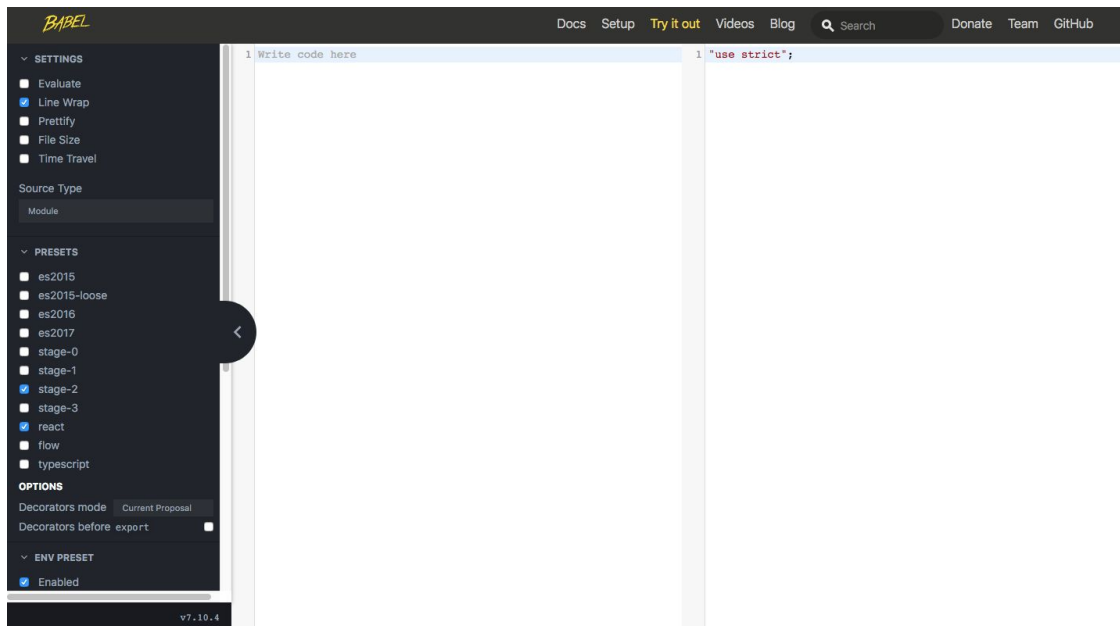 BABEL
Docs Setup Try it out Videos Blog Search Donate Team GitHub
SETTINGS
Evaluate
Line Wrap
Prettify
File Size
Time Travel
Source Type
Module
PRESETS
es2015
es2015-loose
es2016
es2017
stage-0
stage-1
stage-2
stage-3
react
flow
typescript
OPTIONS
Decorators mode Current Proposal
Decorators before export
ENV PRESET
Enabled
v7.10.4
1 Write code here
1 "use strict";